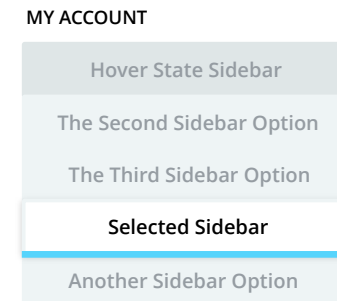 MY ACCOUNT
Hover State Sidebar
The Second Sidebar Option
The Third Sidebar Option
Selected Sidebar
Another Sidebar Option